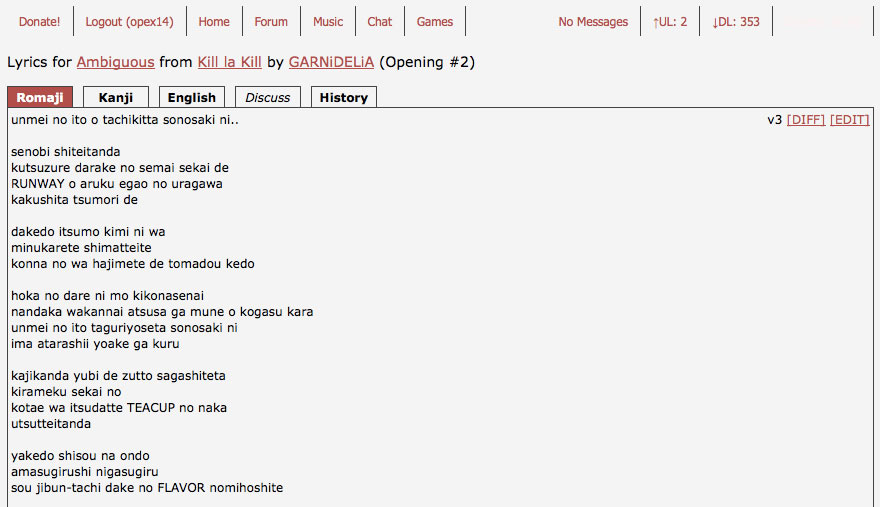 Donate! Logout (opex14) Home Forum Music Chat Games No Messages ↑UL: 2 ↓DL: 353
Lyrics for Ambiguous from Kill la Kill by GARNiDELiA (Opening #2)
Romaji Kanji English Discuss History
unmei no ito o tachikitta sonosaki ni.. v3 [DIFF] [EDIT]
senobi shiteitanda
kutsuzure darake no semai sekai de
RUNWAY o aruku egao no uragawa
kakushita tsumori de
dakedo itsumo kimi ni wa
minukarete shimatteite
konna no wa hajimete de tomadou kedo
hoka no dare ni mo kikonasenai
nandaka wakannai atsusa ga mune o kogasu kara
unmei no ito taguriyoseta sonosaki ni
ima atarashii yoake ga kuru
kajikanda yubi de zutto sagashiteta
kirameku sekai no
kotae wa itsudatte TEACUP no naka
utsutteitanda
yakedo shisou na ondo
amasugirushi nigasugiru
sou jibun-tachi dake no FLAVOR nomihoshite